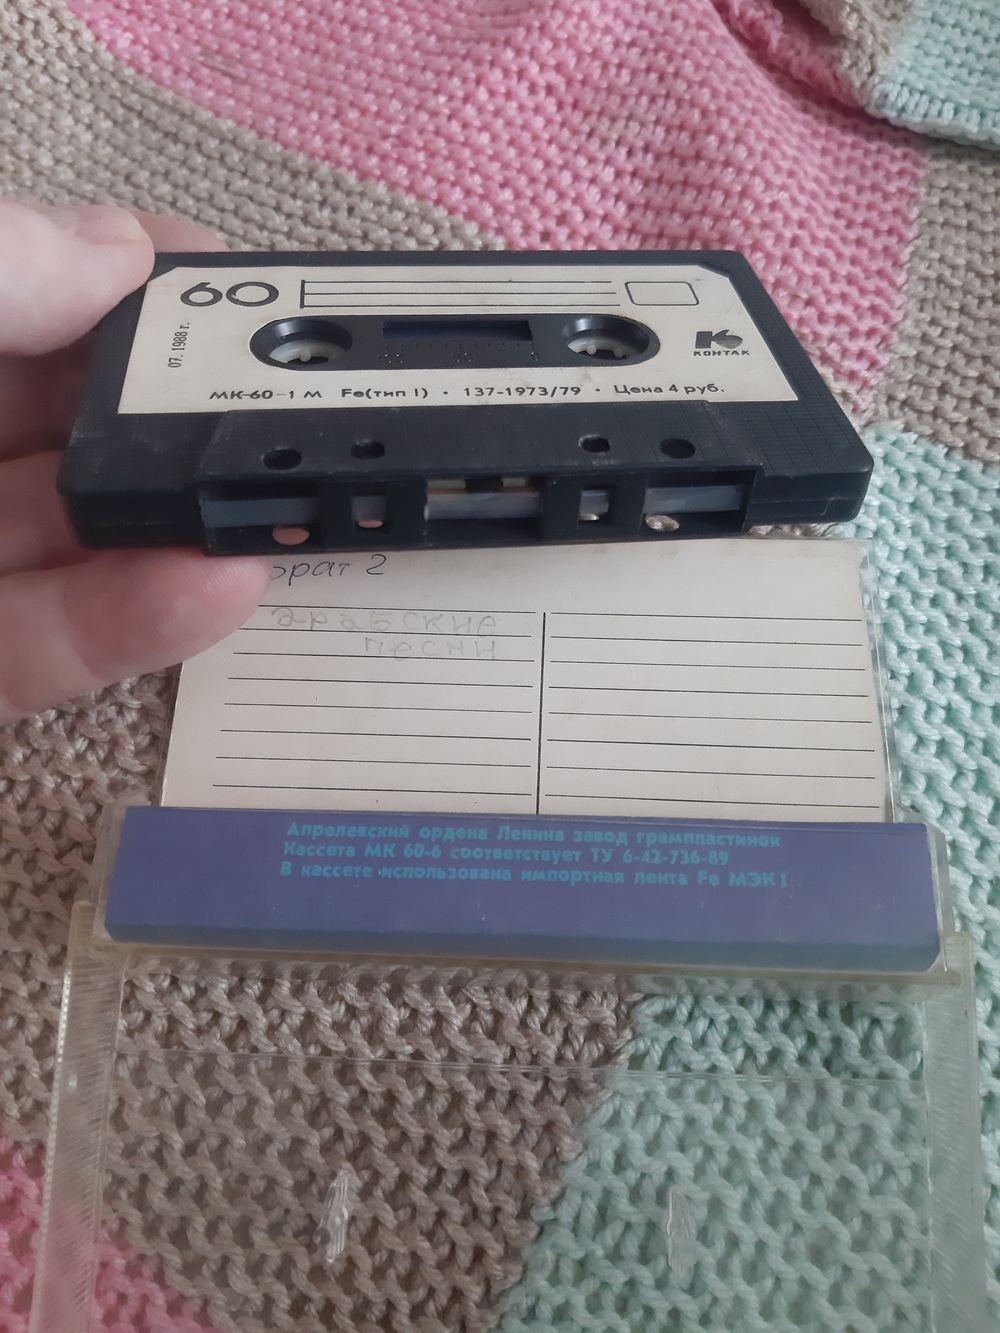 60
07. 1988 г.
КОНТАК
МК-60-1 М Fe(тип I) • 137-1973/79 • Цена 4 руб.
2
арабские
песни
Апрелевский ордена Ленина завод грампластинок
Кассета МК 60-6 соответствует ТУ 6-42-736-89
В кассете использована импортная лента Fe МЭК I